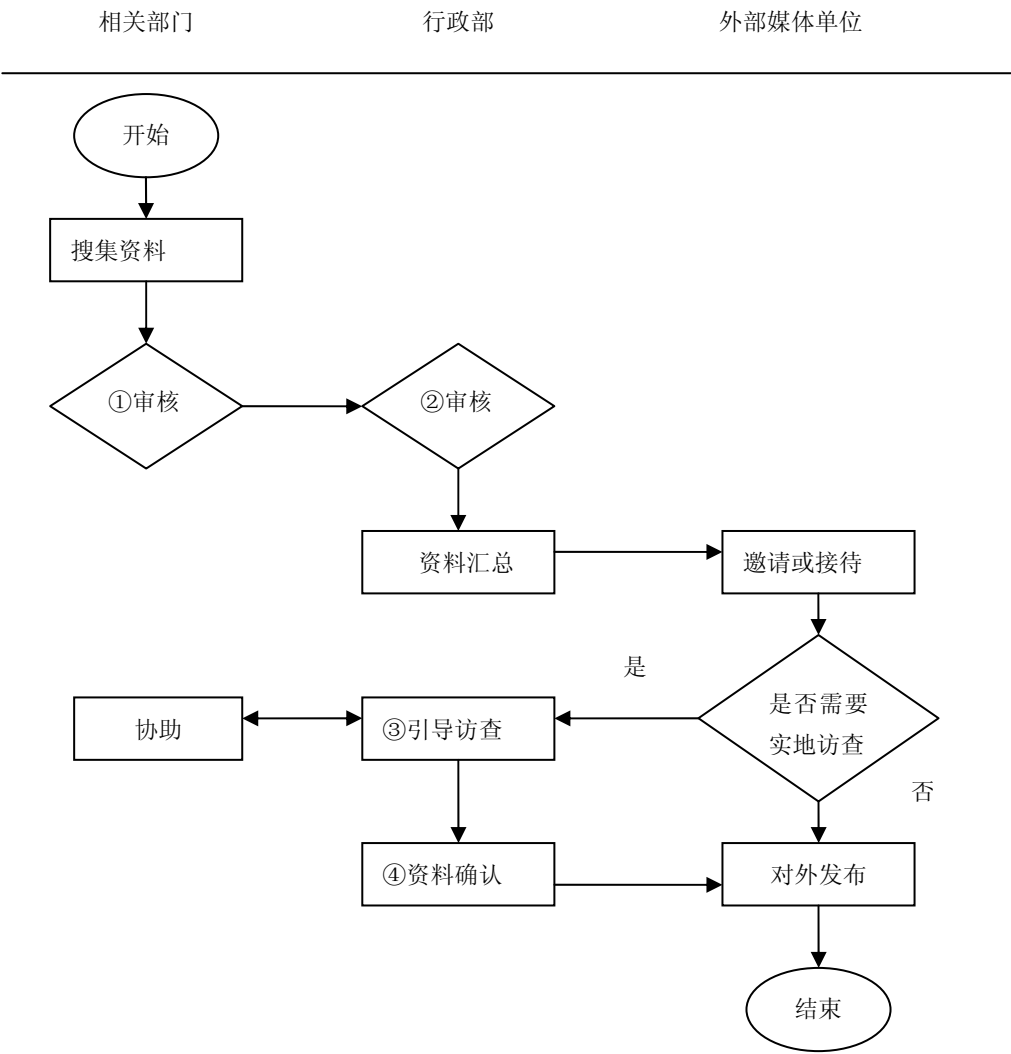 相关部门
行政部
外部媒体单位
开始
搜集资料
①审核
②审核
资料汇总
邀请或接待
是
是否需要
实地访查
协助
③引导访查
否
④资料确认
对外发布
结束